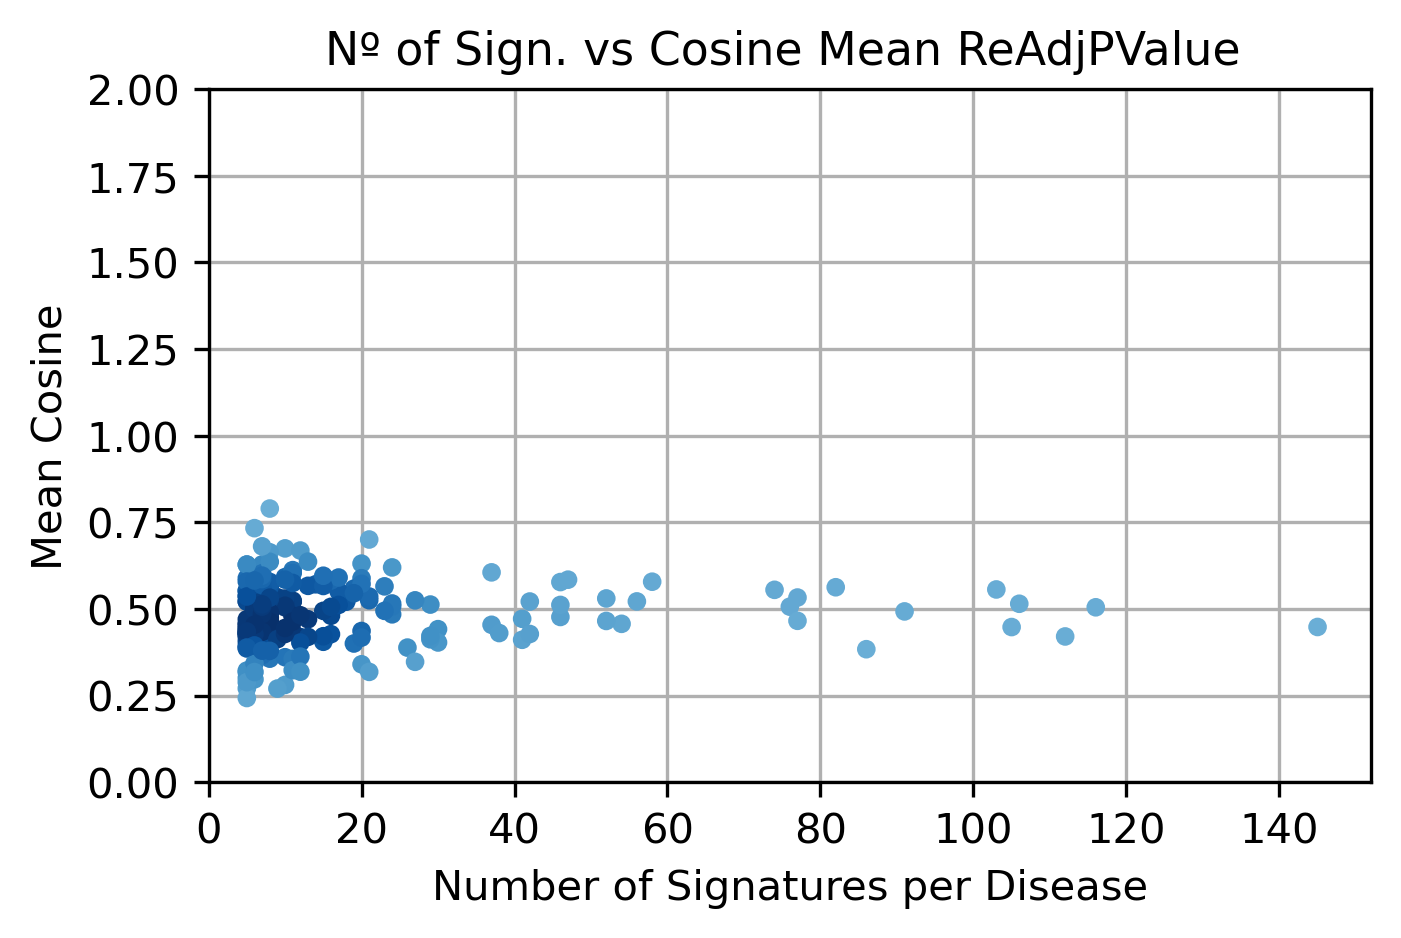 Nº of Sign. vs Cosine Mean ReAdjPValue
2.00
1.75
1.50
1.25
1.00
0.75
0.50
0.25
0.00
Mean Cosine
0 20 40 60 80 100 120 140
Number of Signatures per Disease